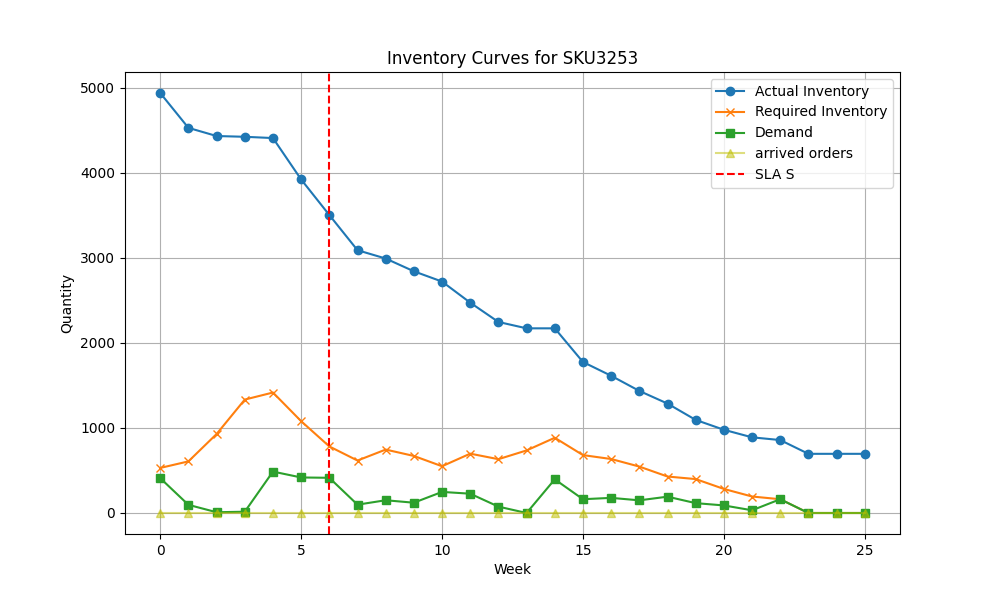 Inventory Curves for SKU3253
Actual Inventory
Required Inventory
Demand
arrived orders
SLA S
Quantity
5000
4000
3000
2000
1000
0
0 5 10 15 20 25
Week